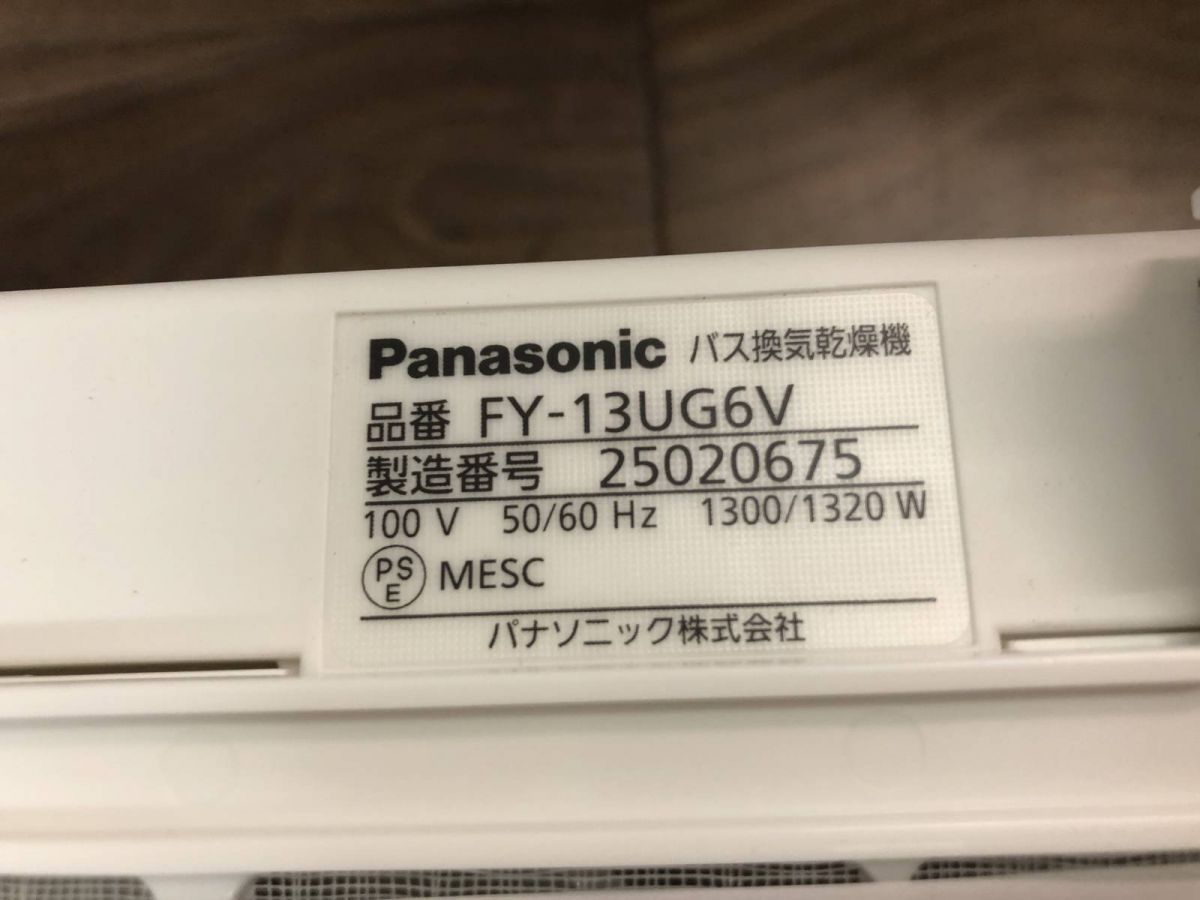 Panasonic バス換気乾燥機
品番 FY-13UG6V
製造番号 25020675
100 V 50/60 Hz 1300/1320 W
PSE MESC
パナソニック株式会社